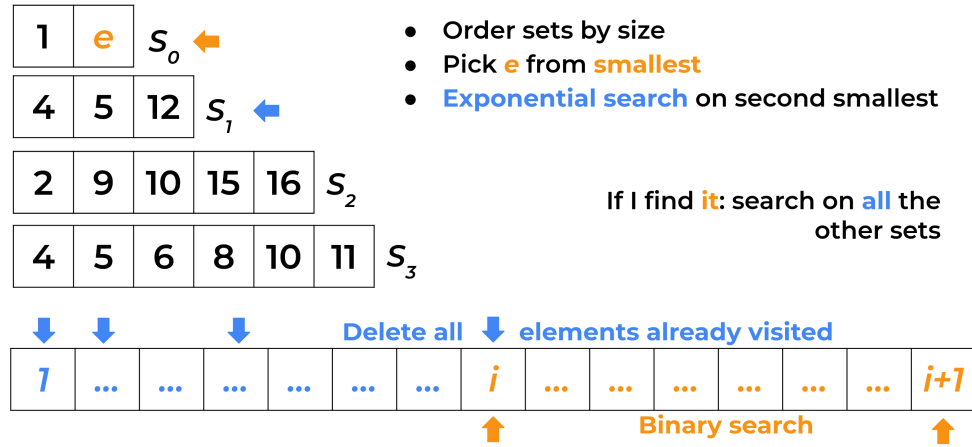 1 e S0
4 5 12 S1
2 9 10 15 16 S2
4 5 6 8 10 11 S3
● Order sets by size
● Pick e from smallest
● Exponential search on second smallest
If I find it: search on all the
other sets
Delete all elements already visited
1 ... ... ... ... ... ... i ... ... ... ... ... ... i+1
Binary search